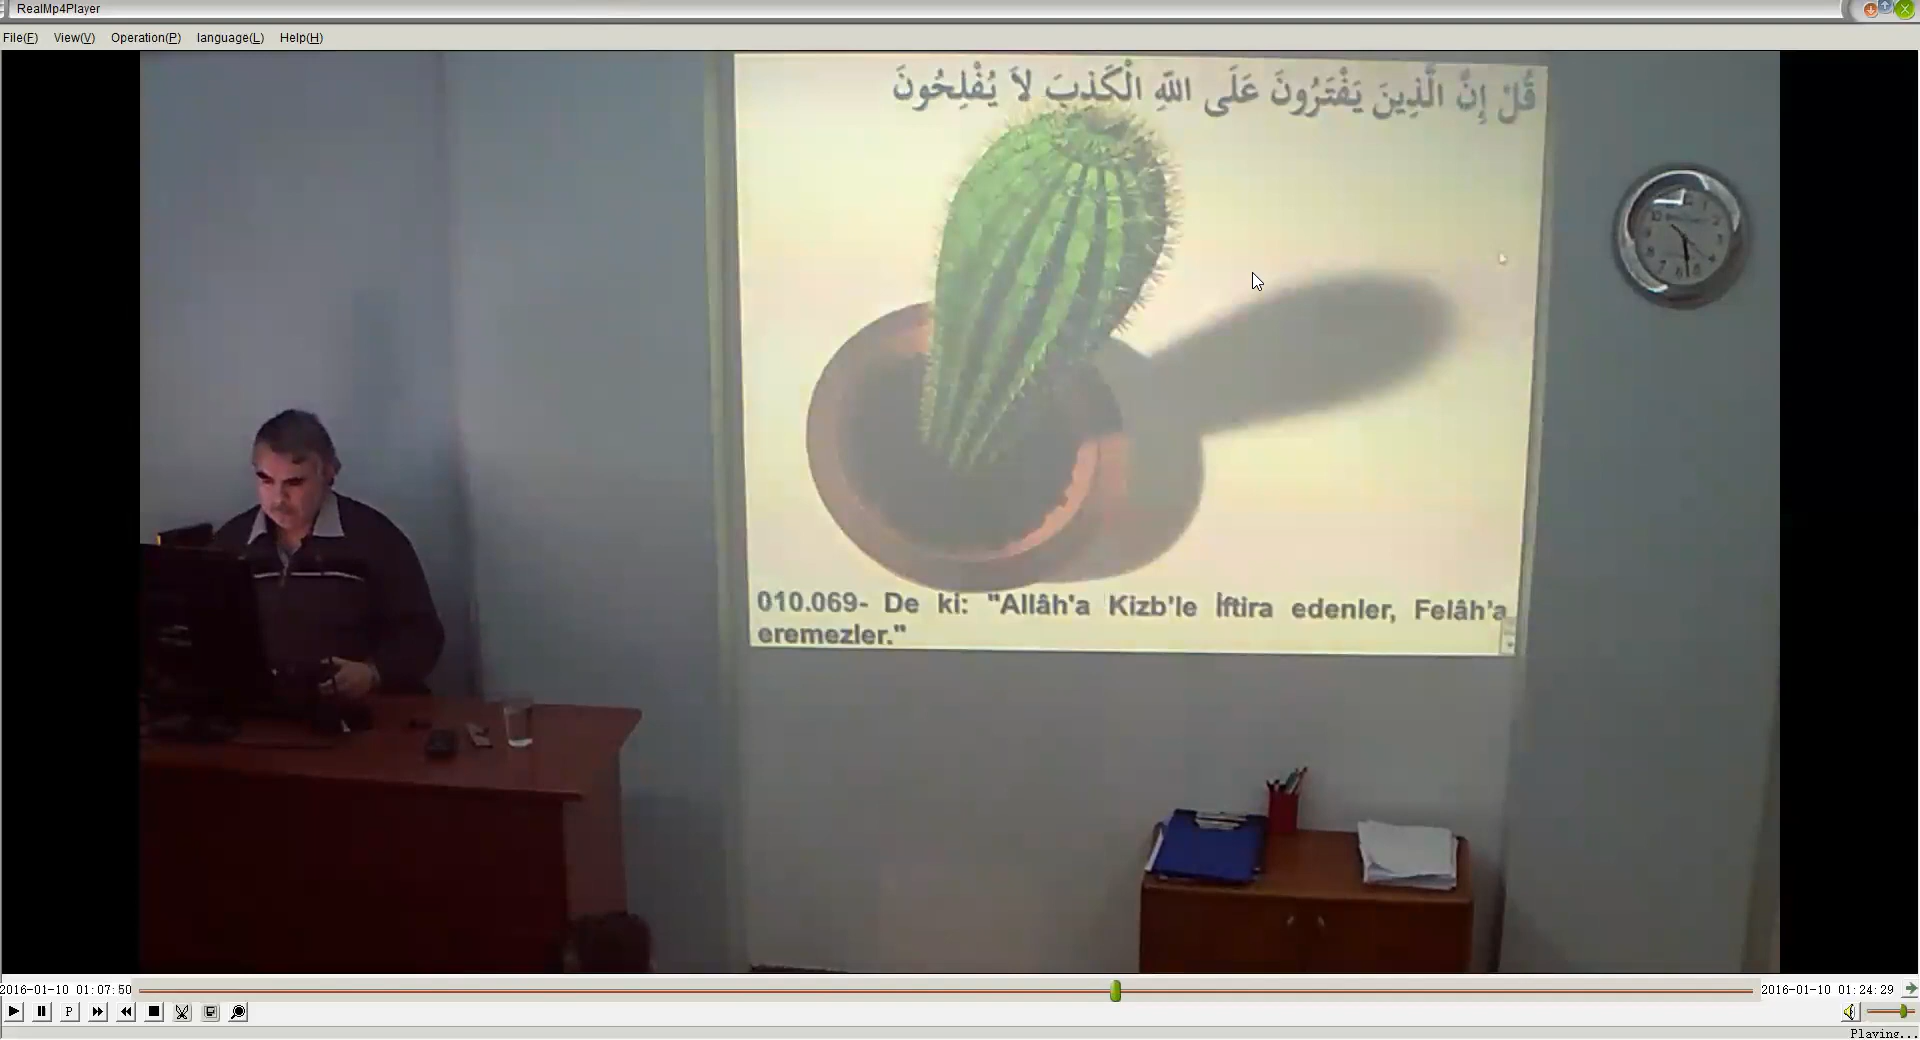 RealMp4Player
File(F) View(V) Operation(P) language(L) Help(H)
قُلْ إِنَّ الَّذِينَ يَفْتَرُونَ عَلَى اللّهِ الْكَذِبَ لاَ يُفْلِحُونَ
010.069- De ki: "Allâh'a Kizb'le İftira edenler, Felâh'a
eremezler."
2016-01-10 01:07:50
2016-01-10 01:24:29
P
Playing...